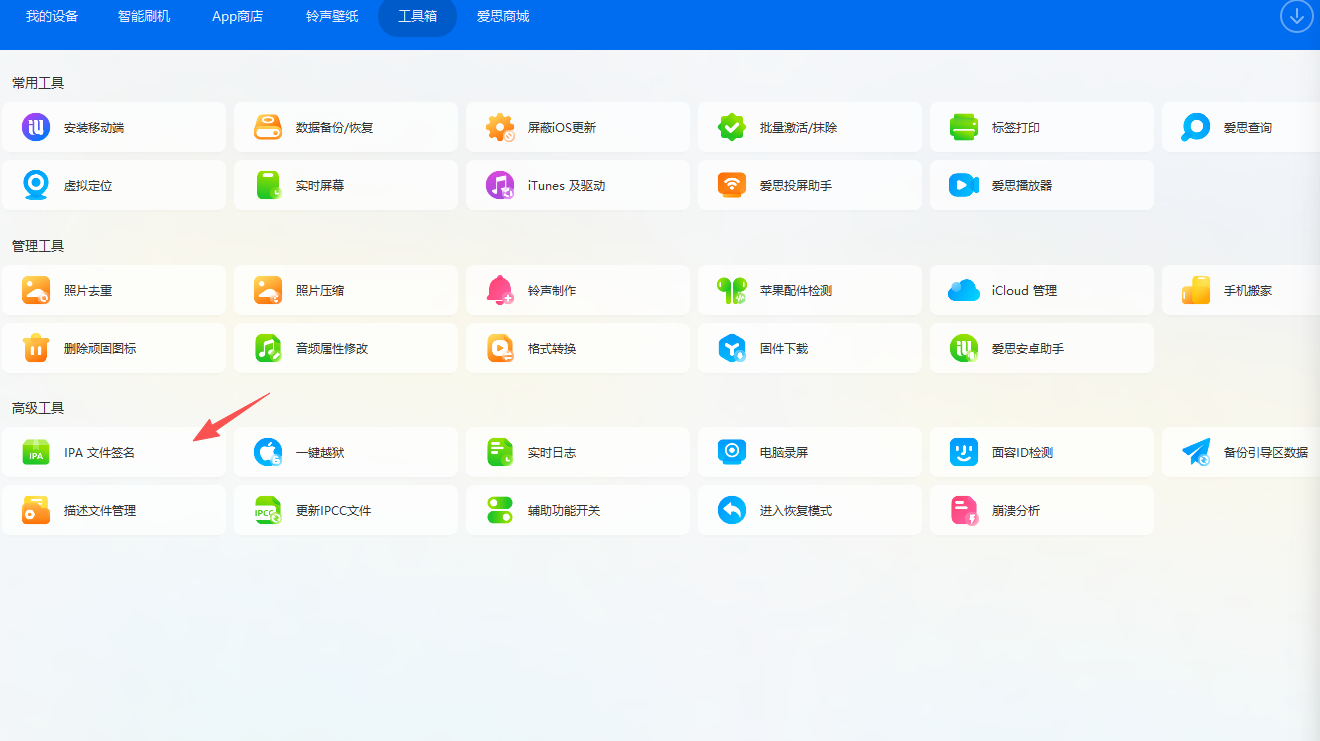 我的设备 智能刷机 App商店 铃声壁纸 工具箱 爱思商城
常用工具
安装移动端 数据备份/恢复 屏蔽iOS更新 批量激活/抹除 标签打印 爱思查询
虚拟定位 实时屏幕 iTunes 及驱动 爱思投屏助手 爱思播放器
管理工具
照片去重 照片压缩 铃声制作 苹果配件检测 iCloud 管理 手机搬家
删除顽固图标 音频属性修改 格式转换 固件下载 爱思安卓助手
高级工具
IPA IPA 文件签名 一键越狱 实时日志 电脑录屏 面容ID检测 备份引导区数据
描述文件管理 IPCC 更新IPCC文件 辅助功能开关 进入恢复模式 崩溃分析